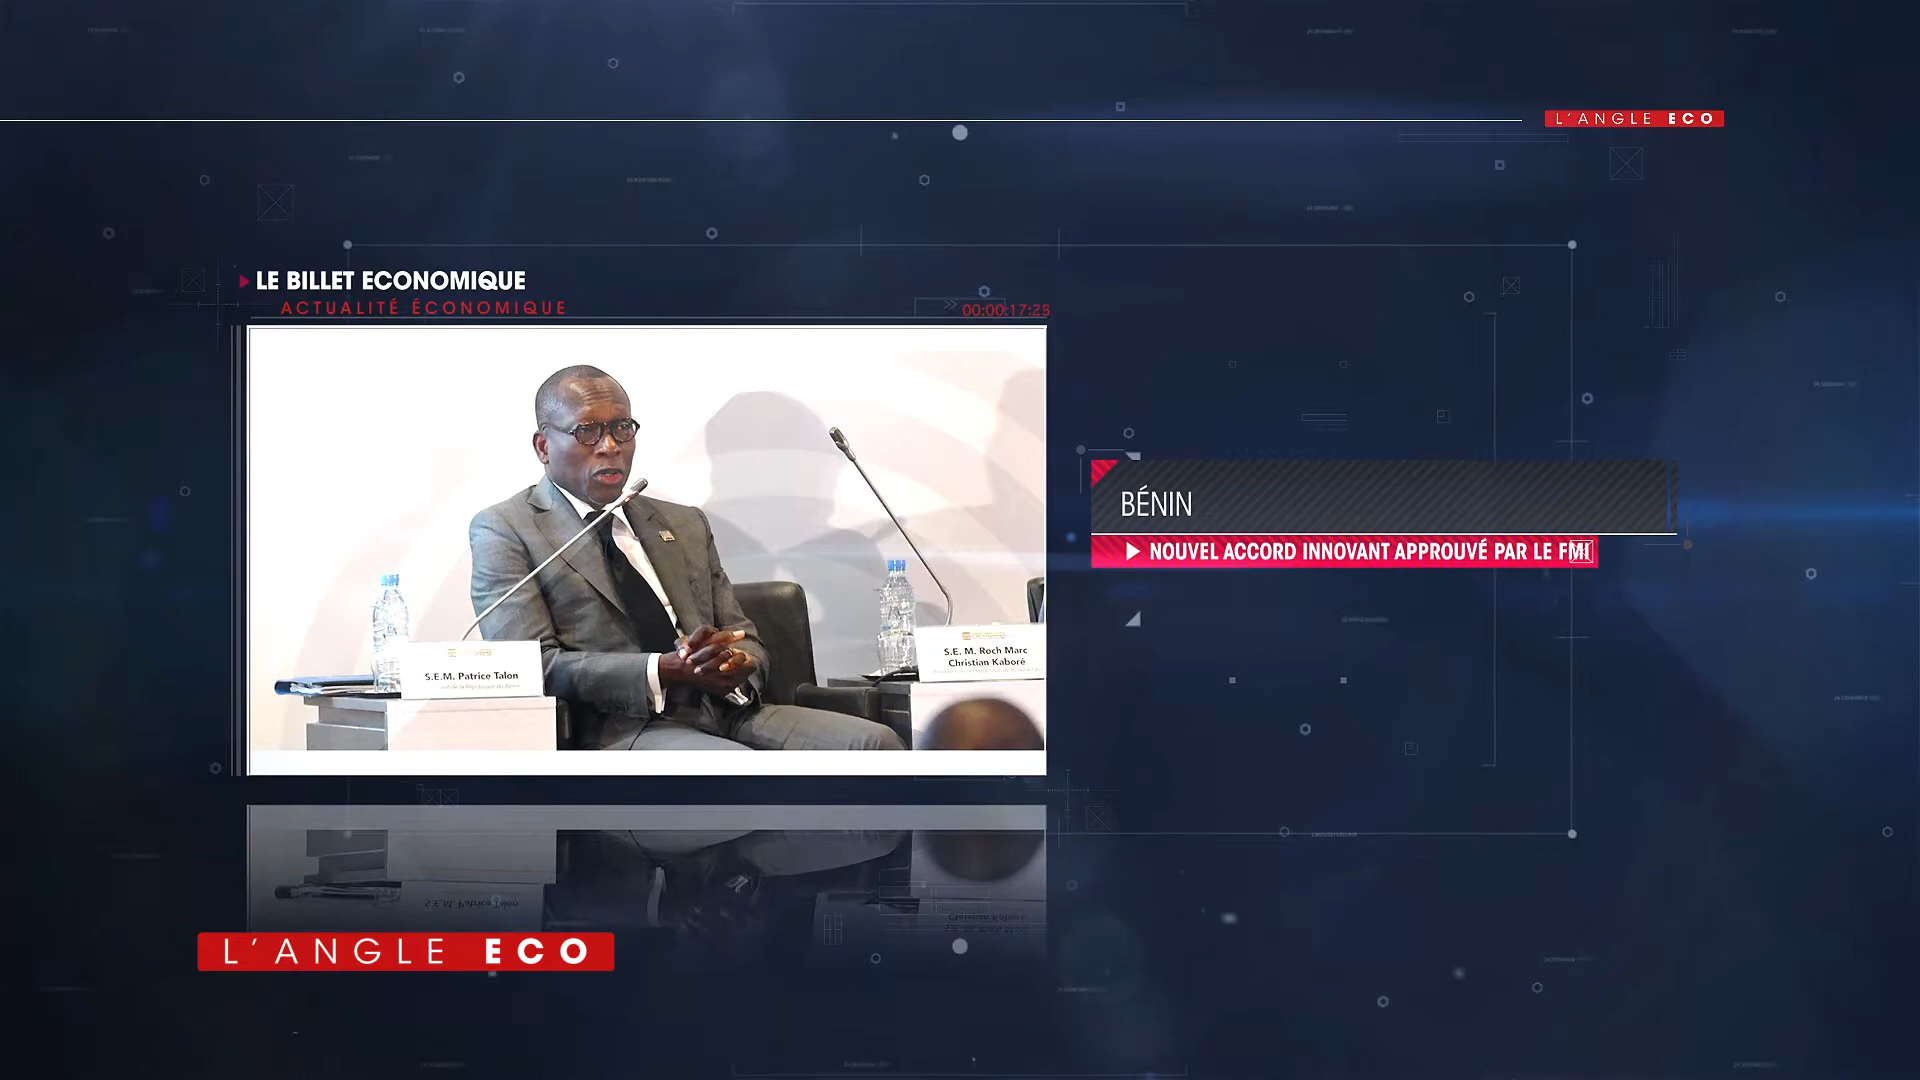 L'ANGLE ECO
LE BILLET ECONOMIQUE
ACTUALITÉ ÉCONOMIQUE
00:00:17:25
BÉNIN
NOUVEL ACCORD INNOVANT APPROUVÉ PAR LE FMI
S.E.M. Patrice Talon
S.E. M. Roch Marc
Christian Kaboré
L'ANGLE ECO